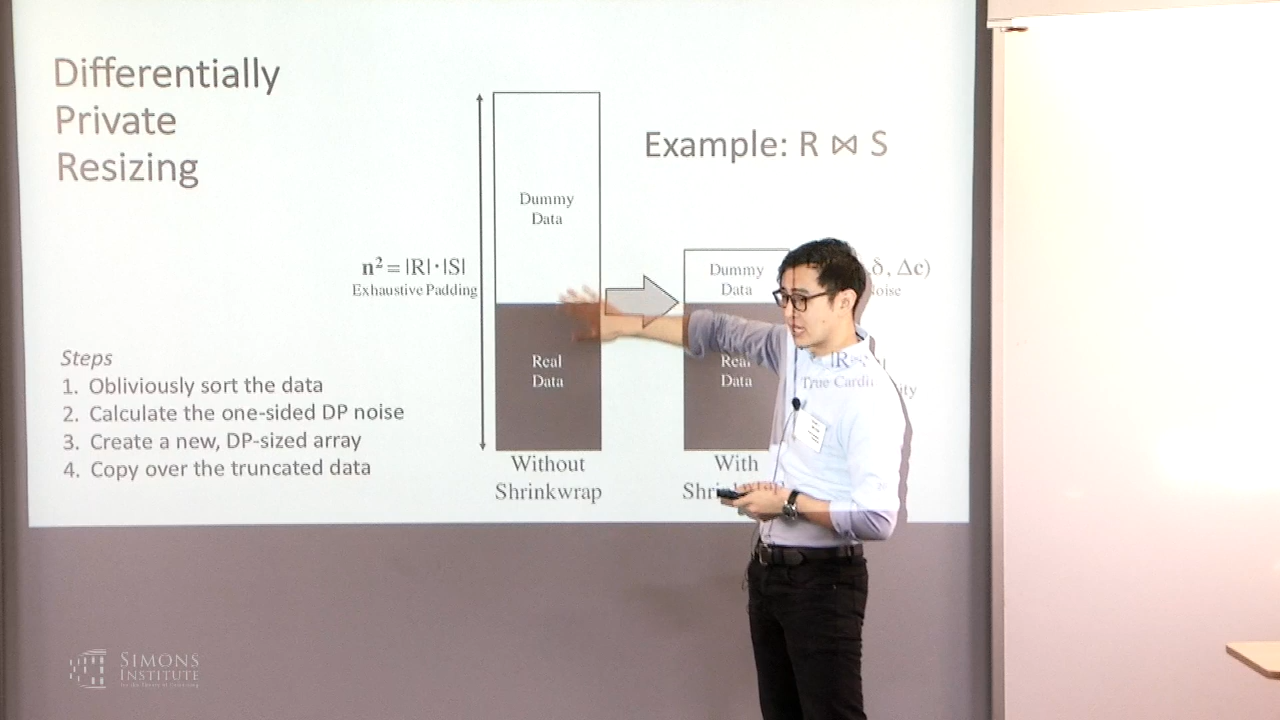 Differentially
Private
Resizing
Example: R ⋈ S
Dummy
Data
n² = |R|·|S|
Exhaustive Padding
Dummy
Data
δ, Δc)
Noise
Real
Data
Real
Data
|R
True
Steps
1. Obliviously sort the data
2. Calculate the one-sided DP noise
3. Create a new, DP-sized array
4. Copy over the truncated data
Without
Shrinkwrap
With
SIMONS
INSTITUTE